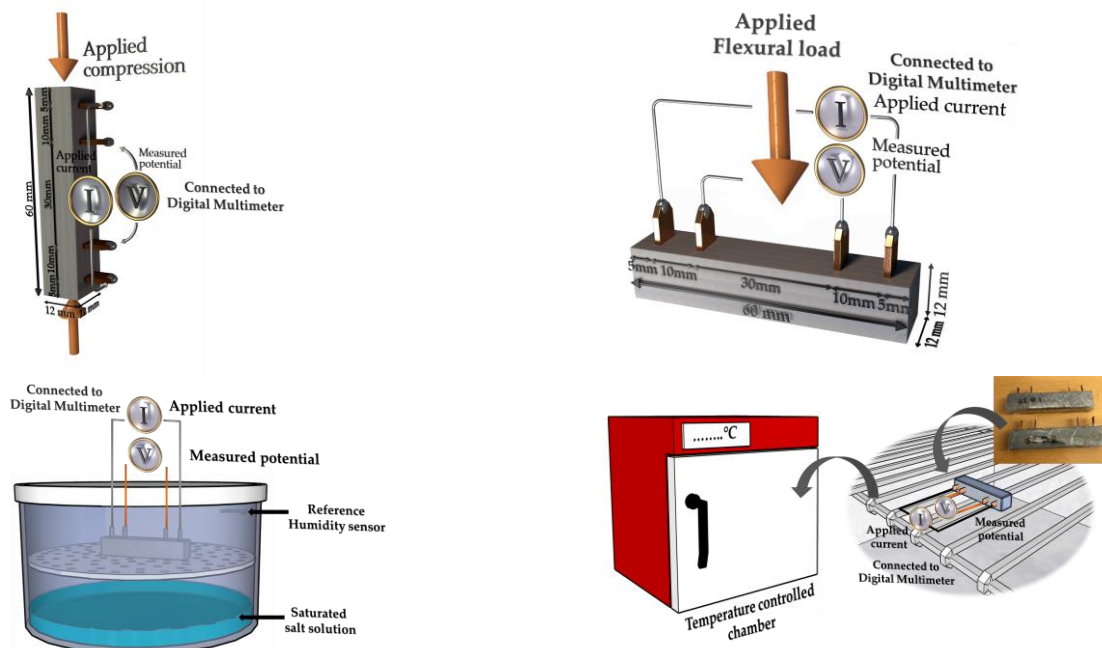 Applied
compression
5mm
10mm
30mm
10mm
5mm
60 mm
12 mm
12 mm
Applied
current
Measured
potential
I
V
Connected to
Digital Multimeter
Applied
Flexural load
Connected to
Digital Multimeter
I
Applied current
V
Measured
potential
5mm
10mm
30mm
10mm
5mm
60 mm
12 mm
12 mm
Connected to
Digital Multimeter
I
Applied current
V
Measured potential
Reference
Humidity sensor
Saturated
salt solution
........°C
Temperature controlled
chamber
I
V
Applied
current
Measured
potential
Connected to
Digital Multimeter